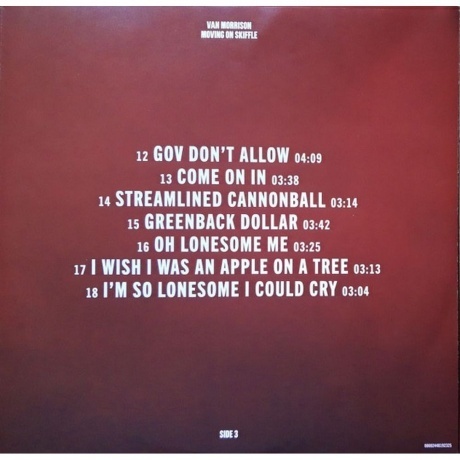 VAN MORRISON
MOVING ON SKIFFLE
12 GOV DON'T ALLOW 04:09
13 COME ON IN 03:38
14 STREAMLINED CANNONBALL 03:14
15 GREENBACK DOLLAR 03:42
16 OH LONESOME ME 03:25
17 I WISH I WAS AN APPLE ON A TREE 03:13
18 I'M SO LONESOME I COULD CRY 03:04
SIDE 3